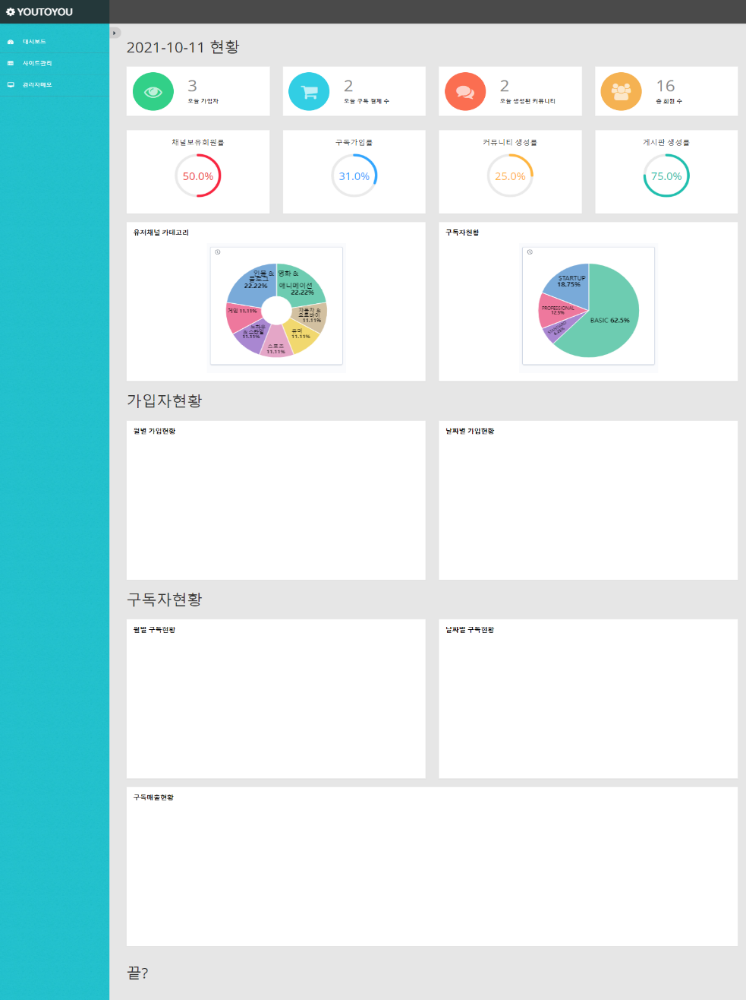 YOUTOYOU
대시보드
사이트관리
관리자메모
2021-10-11 현황
3
오늘 가입자
2
오늘 구독 결제 수
2
오늘 생성된 커뮤니티
16
총 회원 수
채널보유회원률
50.0%
구독가입률
31.0%
커뮤니티 생성률
25.0%
게시판 생성률
75.0%
유저채널 카테고리
인물 &
블로그
22.22%
영화 &
애니메이션
22.22%
게임 11.11%
자동차 &
오토바이
11.11%
노하우
&스타일
11.11%
유머
11.11%
스포츠
11.11%
구독자현황
STARTUP
18.75%
PROFESSIONAL
12.5%
STANDARD
6.25%
BASIC 62.5%
가입자현황
월별 가입현황
날짜별 가입현황
구독자현황
월별 구독현황
날짜별 구독현황
구독매출현황
끝?